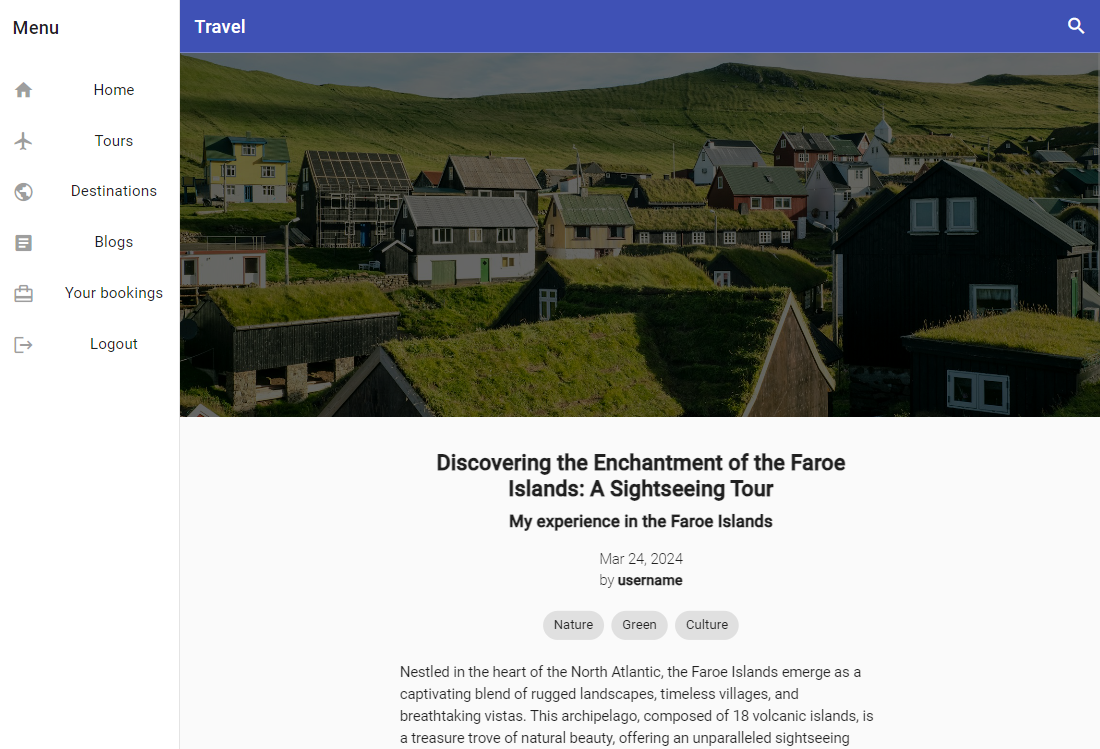 Menu
Home
Tours
Destinations
Blogs
Your bookings
Logout
Travel
Discovering the Enchantment of the Faroe
Islands: A Sightseeing Tour
My experience in the Faroe Islands
Mar 24, 2024
by username
Nature Green Culture
Nestled in the heart of the North Atlantic, the Faroe Islands emerge as a
captivating blend of rugged landscapes, timeless villages, and
breathtaking vistas. This archipelago, composed of 18 volcanic islands, is
a treasure trove of natural beauty, offering an unparalleled sightseeing